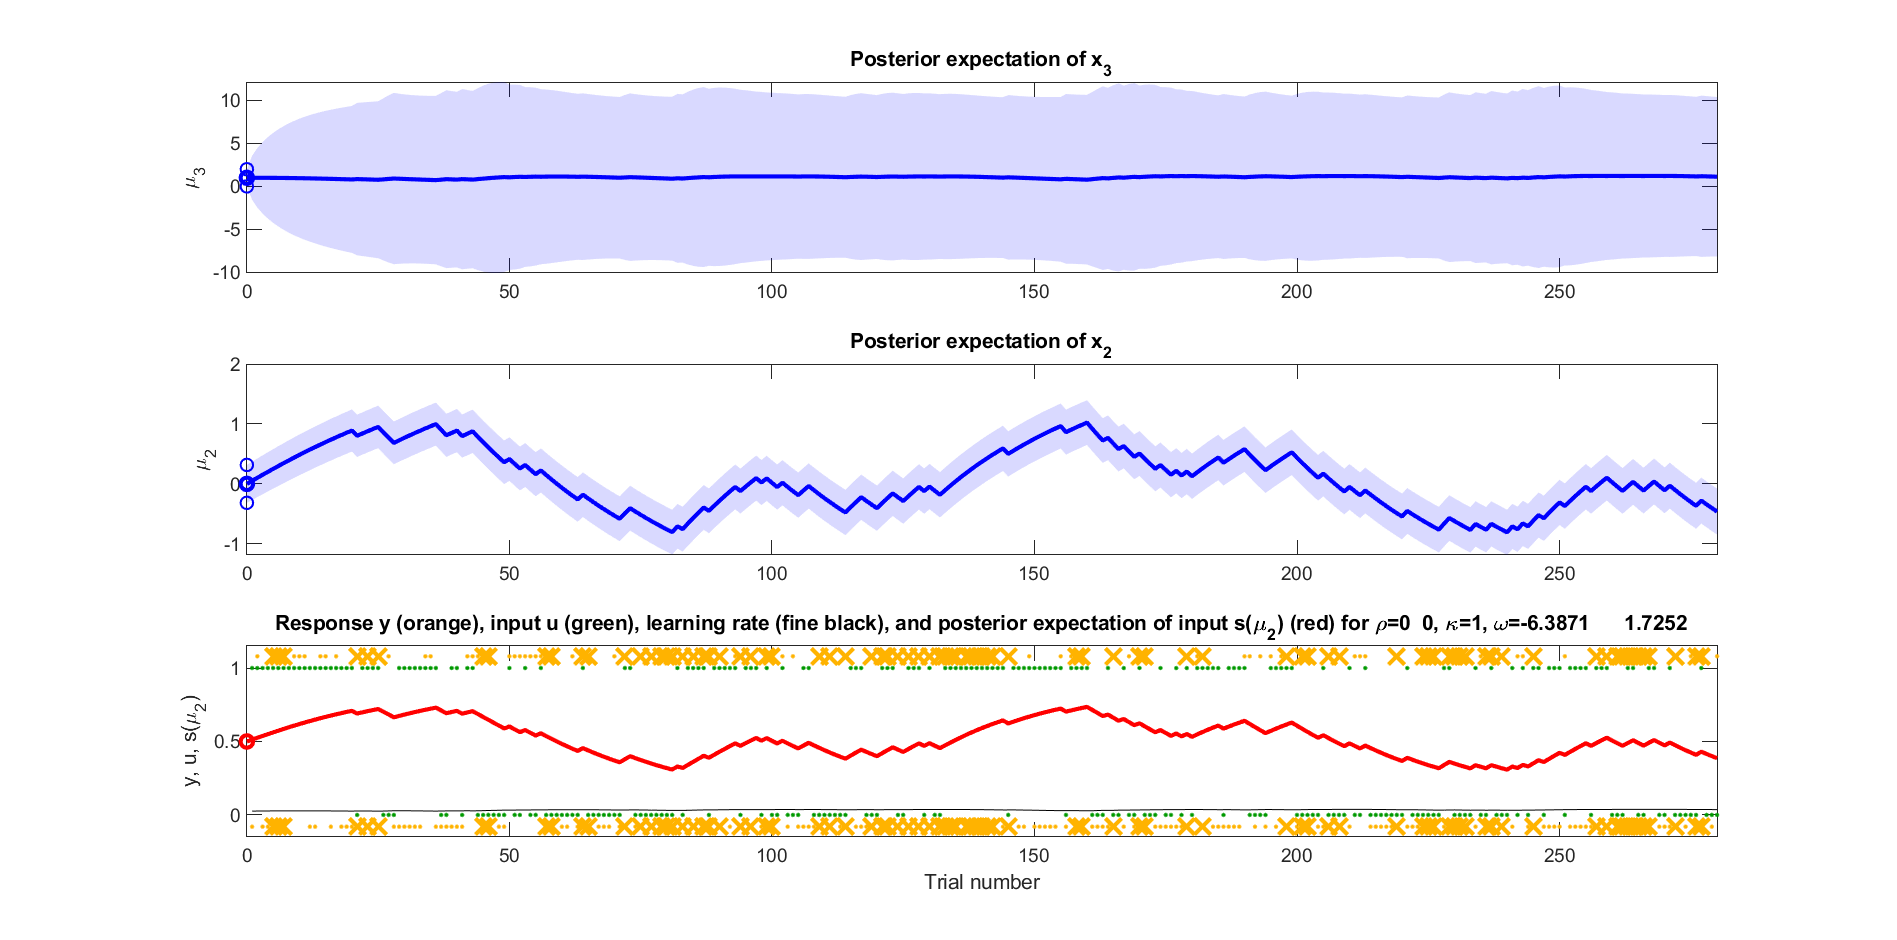 Posterior expectation of x3
μ3
10
5
0
-5
-10
0 50 100 150 200 250
Posterior expectation of x2
μ2
2
1
0
-1
0 50 100 150 200 250
Response y (orange), input u (green), learning rate (fine black), and posterior expectation of input s(μ2) (red) for ρ=0 0, κ=1, ω=-6.3871 1.7252
y, u, s(μ2)
1
0.5
0
0 50 100 150 200 250
Trial number